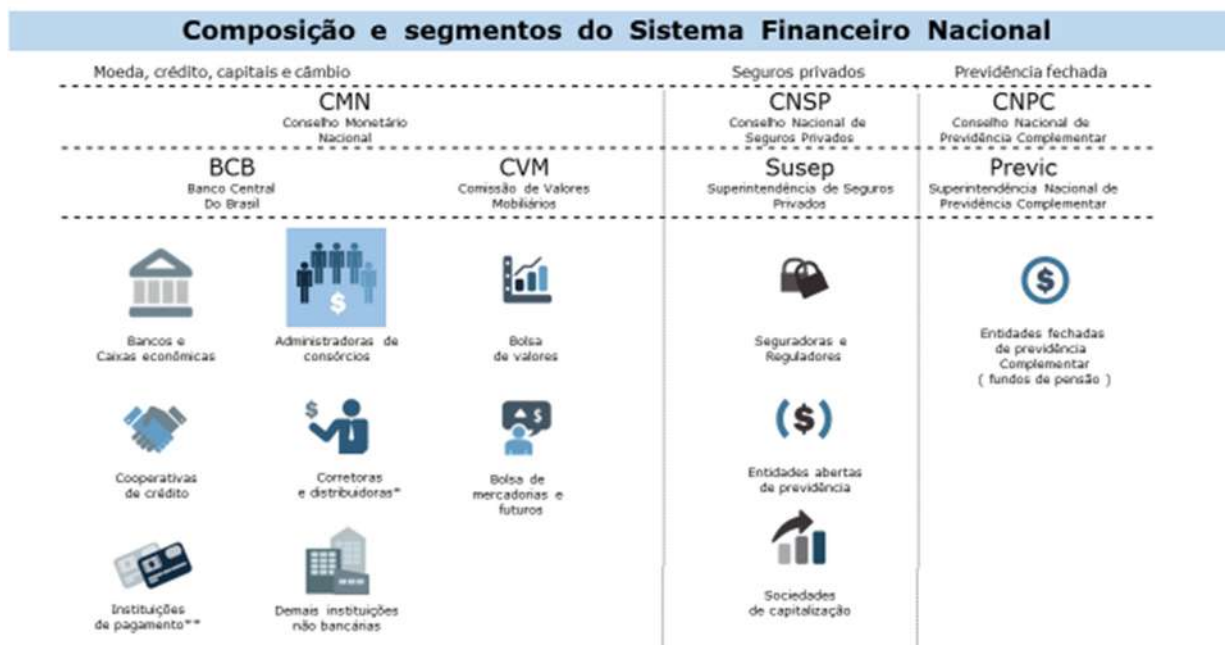 Composição e segmentos do Sistema Financeiro Nacional
Moeda, crédito, capitais e câmbio
Seguros privados
Previdência fechada
CMN
Conselho Monetário
Nacional
CNSP
Conselho Nacional de
Seguros Privados
CNPC
Conselho Nacional de
Previdência Complementar
BCB
Banco Central
Do Brasil
CVM
Comissão de Valores
Mobiliários
Susep
Superintendência de Seguros
Privados
Previc
Superintendência Nacional de
Previdência Complementar
$
Bancos e
Caixas econômicas
Administradoras de
consórcios
Bolsa
de valores
Seguradoras e
Reguladores
$
Entidades fechadas
de previdência
Complementar
( fundos de pensão )
$
$
($)
Cooperativas
de crédito
Corretoras
e distribuidoras*
Bolsa de
mercadorias e
futuros
Entidades abertas
de previdência
Instituições
de pagamento**
Demais instituições
não bancárias
Sociedades
de capitalização